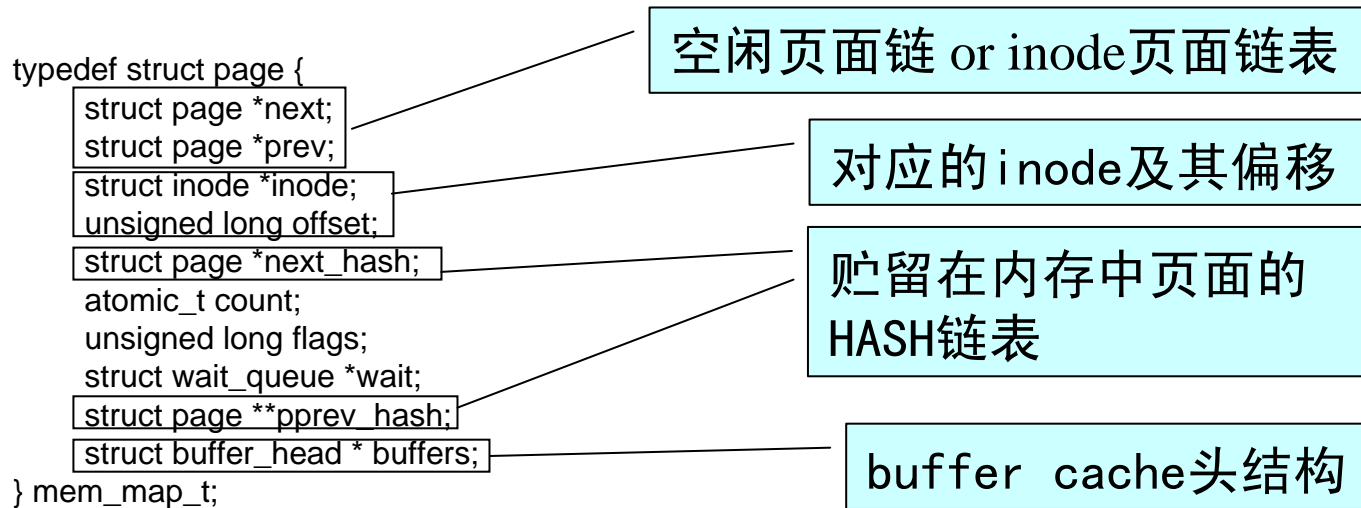 typedef struct page {
struct page *next;
struct page *prev;
struct inode *inode;
unsigned long offset;
struct page *next_hash;
atomic_t count;
unsigned long flags;
struct wait_queue *wait;
struct page **pprev_hash;
struct buffer_head * buffers;
} mem_map_t;
空闲页面链 or inode页面链表
对应的inode及其偏移
贮留在内存中页面的
HASH链表
buffer cache头结构